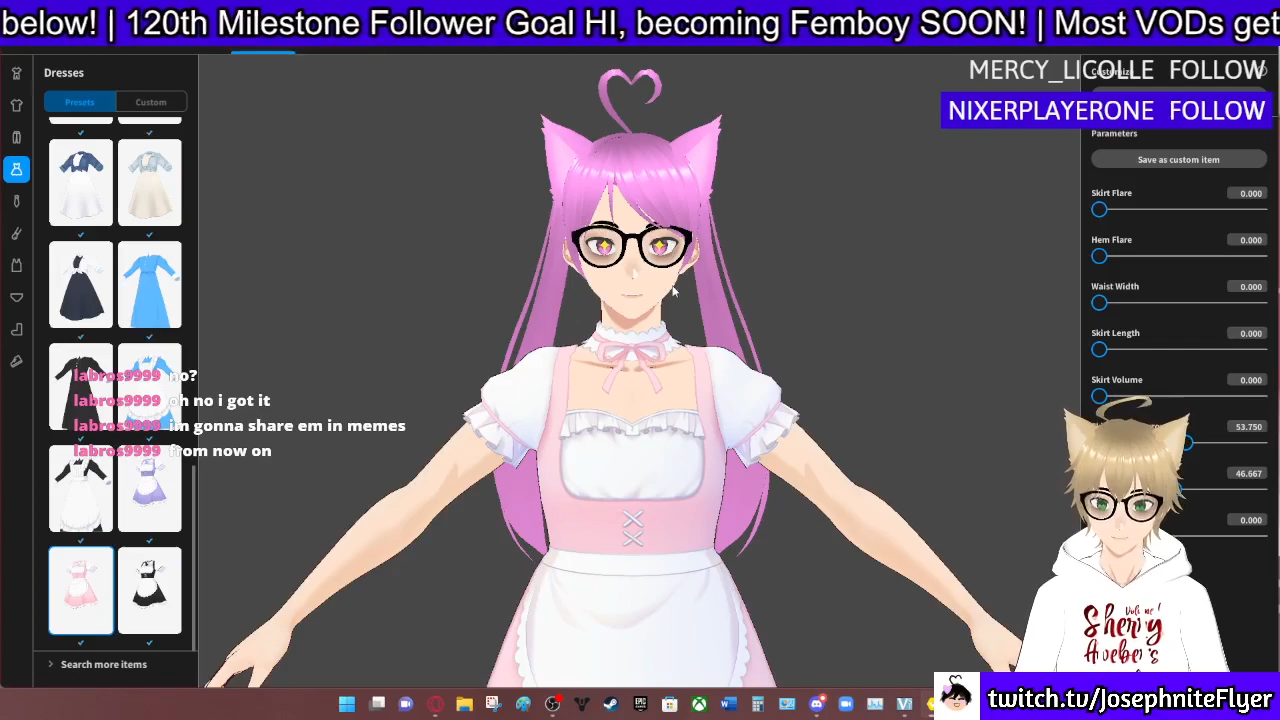 below! | 120th Milestone Follower Goal HI, becoming Femboy SOON! | Most VODs get
Dresses
Presets Custom
MERCY_LICOLLE FOLLOW
NIXERPLAYERONE FOLLOW
Parameters
Save as custom item
Skirt Flare 0.000
Hem Flare 0.000
Waist Width 0.000
Skirt Length 0.000
Skirt Volume 0.000
53.750
46.667
0.000
labros9999 no?
labros9999 oh no i got it
labros9999 im gonna share em in memes
labros9999 from now on
Search more items
twitch.tv/JosephniteFlyer